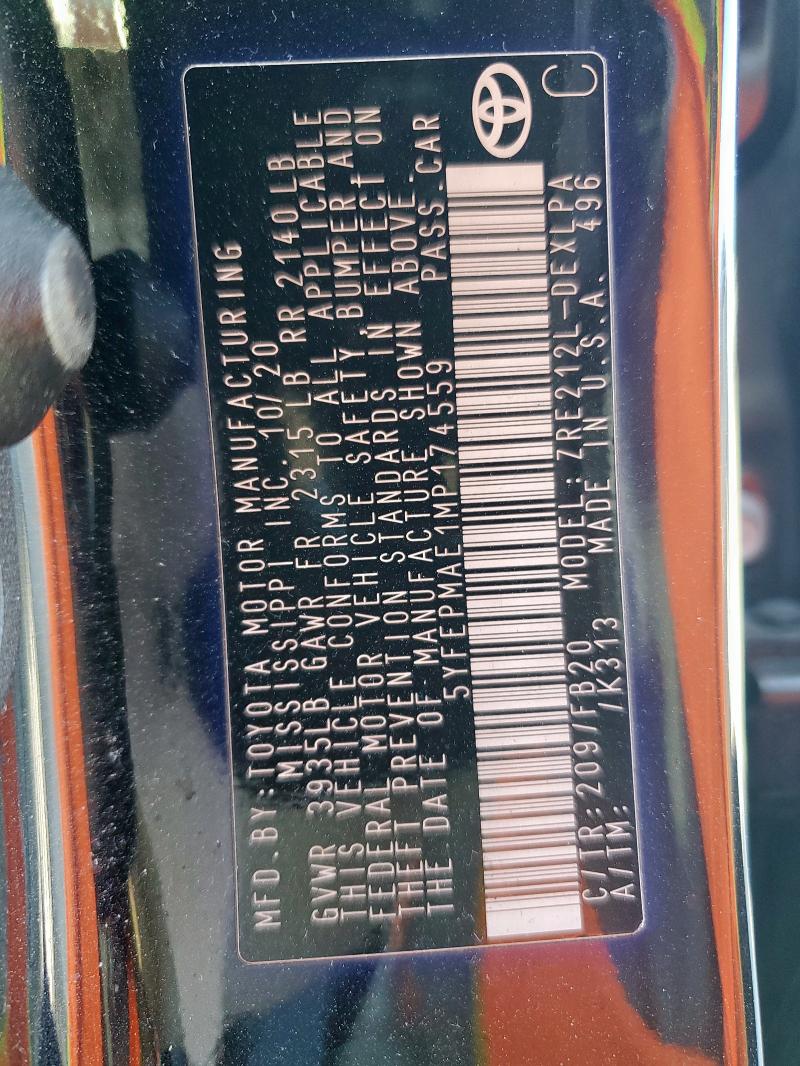 MFD.BY:TOYOTA MOTOR MANUFACTURING
MISSISSIPPI INC. 10/20
GVWR 3935LB GAWR FR 2315 LB RR 2140LB
THIS VEHICLE CONFORMS TO ALL APPLICABLE
FEDERAL MOTOR VEHICLE SAFETY,BUMPER AND
THEFT PREVENTION STANDARDS IN EFFECT ON
THE DATE OF MANUFACTURE SHOWN ABOVE.
5YFEPMAE1MP174559 PASS.CAR
C/TR:209/FB20 MODEL:ZRE212L-DEXLPA
A/TM: /K313 MADE IN U.S.A. 496
C